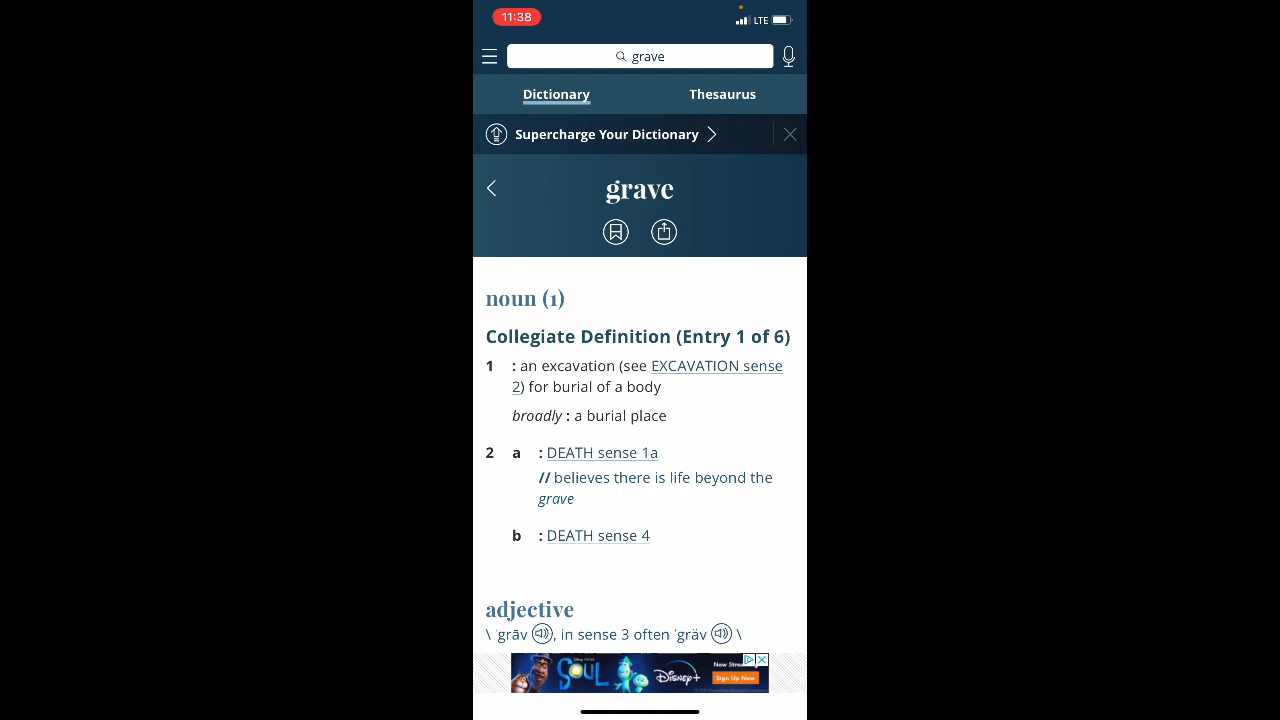 11:38
LTE
grave
Dictionary Thesaurus
Supercharge Your Dictionary
grave
noun (1)
Collegiate Definition (Entry 1 of 6)
1 : an excavation (see EXCAVATION sense
2) for burial of a body
broadly : a burial place
2 a : DEATH sense 1a
// believes there is life beyond the
grave
b : DEATH sense 4
adjective
\ ˈgrāv , in sense 3 often ˈgräv \
SOUL
Disney+
Now Strea
Sign Up Now